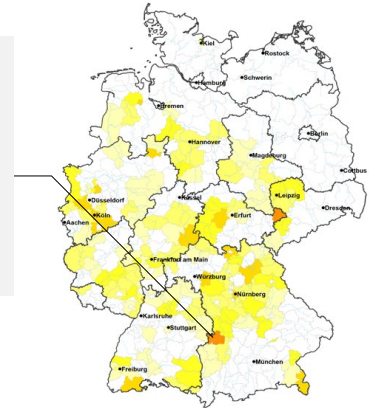 Kiel
Rostock
Hamburg
Schwerin
Bremen
Berlin
Hannover
Magdeburg
Cottbus
Kassel
Leipzig
Düsseldorf
Köln
Erfurt
Dresden
Aachen
Frankfurt am Main
Würzburg
Nürnberg
Karlsruhe
Stuttgart
München
Freiburg